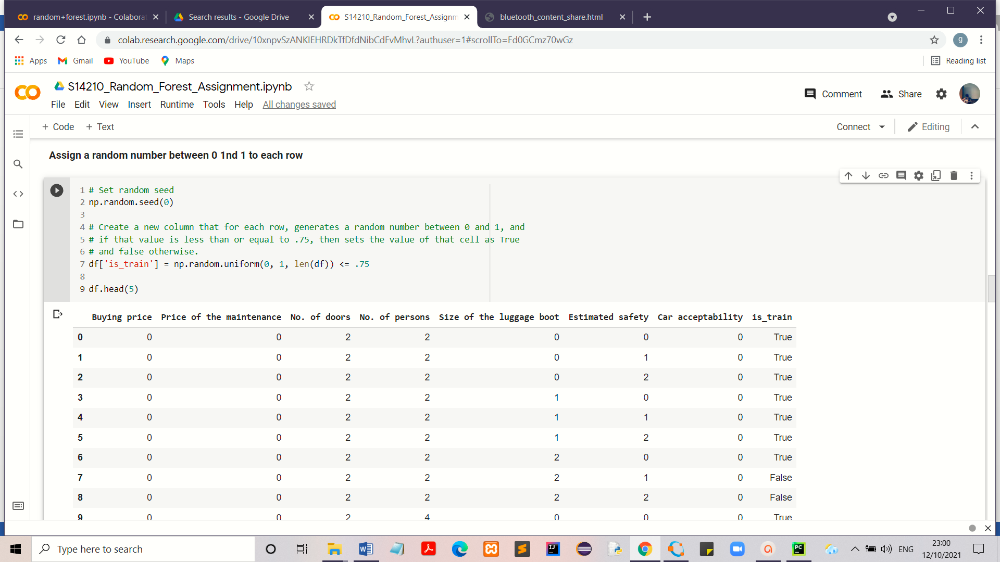 random+forest.ipynb - Colabora
Search results - Google Drive
S14210_Random_Forest_Assignm
bluetooth_content_share.html
colab.research.google.com/drive/10xnpvSzANKIEHRDkTfDfdNibCdFvMhvL?authuser=1#scrollTo=Fd0GCmz70wGz
g
Apps Gmail YouTube Maps Reading list
S14210_Random_Forest_Assignment.ipynb
Comment Share
File Edit View Insert Runtime Tools Help All changes saved
+ Code + Text Connect Editing
Assign a random number between 0 1nd 1 to each row
1 # Set random seed
2 np.random.seed(0)
3
4 # Create a new column that for each row, generates a random number between 0 and 1, and
5 # if that value is less than or equal to .75, then sets the value of that cell as True
6 # and false otherwise.
7 df['is_train'] = np.random.uniform(0, 1, len(df)) <= .75
8
9 df.head(5)
Buying price Price of the maintenance No. of doors No. of persons Size of the luggage boot Estimated safety Car acceptability is_train
0 0 0 2 2 0 0 0 True
1 0 0 2 2 0 1 0 True
2 0 0 2 2 0 2 0 True
3 0 0 2 2 1 0 0 True
4 0 0 2 2 1 1 0 True
5 0 0 2 2 1 2 0 True
6 0 0 2 2 2 0 0 True
7 0 0 2 2 2 1 0 False
8 0 0 2 2 2 2 0 False
9 0 0 2 4 0 0 0 True
Type here to search
ENG
23:00
12/10/2021